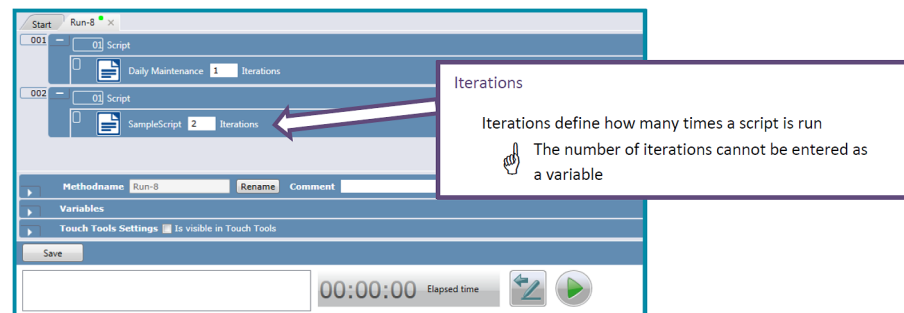 Start Run-8 ×
001 01 Script
Daily Maintenance 1 Iterations
002 01 Script
SampleScript 2 Iterations
Iterations
Iterations define how many times a script is run
The number of iterations cannot be entered as
a variable
Methodname Run-8 Rename Comment
Variables
Touch Tools Settings Is visible in Touch Tools
Save
00:00:00 Elapsed time